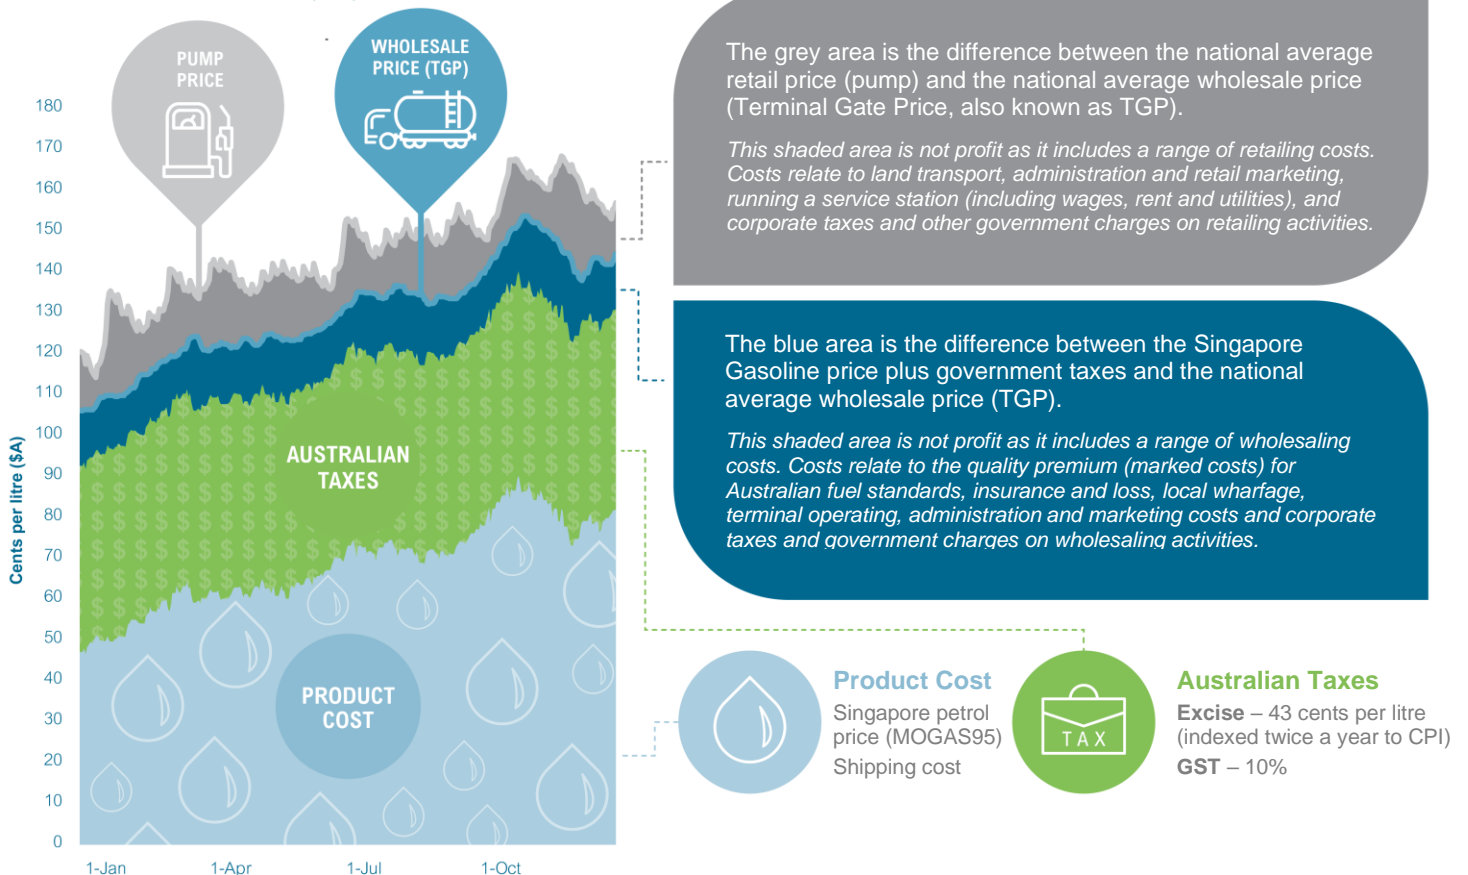 PUMP
PRICE
WHOLESALE
PRICE (TGP)
Cents per litre ($A)
180
170
160
150
140
130
120
110
100
90
80
70
60
50
40
30
20
10
0
1-Jan
1-Apr
1-Jul
1-Oct
AUSTRALIAN
TAXES
PRODUCT
COST
The grey area is the difference between the national average
retail price (pump) and the national average wholesale price
(Terminal Gate Price, also known as TGP).
This shaded area is not profit as it includes a range of retailing costs.
Costs relate to land transport, administration and retail marketing,
running a service station (including wages, rent and utilities), and
corporate taxes and other government charges on retailing activities.
The blue area is the difference between the Singapore
Gasoline price plus government taxes and the national
average wholesale price (TGP).
This shaded area is not profit as it includes a range of wholesaling
costs. Costs relate to the quality premium (marked costs) for
Australian fuel standards, insurance and loss, local wharfage,
terminal operating, administration and marketing costs and corporate
taxes and government charges on wholesaling activities.
Product Cost
Singapore petrol
price (MOGAS95)
Shipping cost
TAX
Australian Taxes
Excise – 43 cents per litre
(indexed twice a year to CPI)
GST – 10%